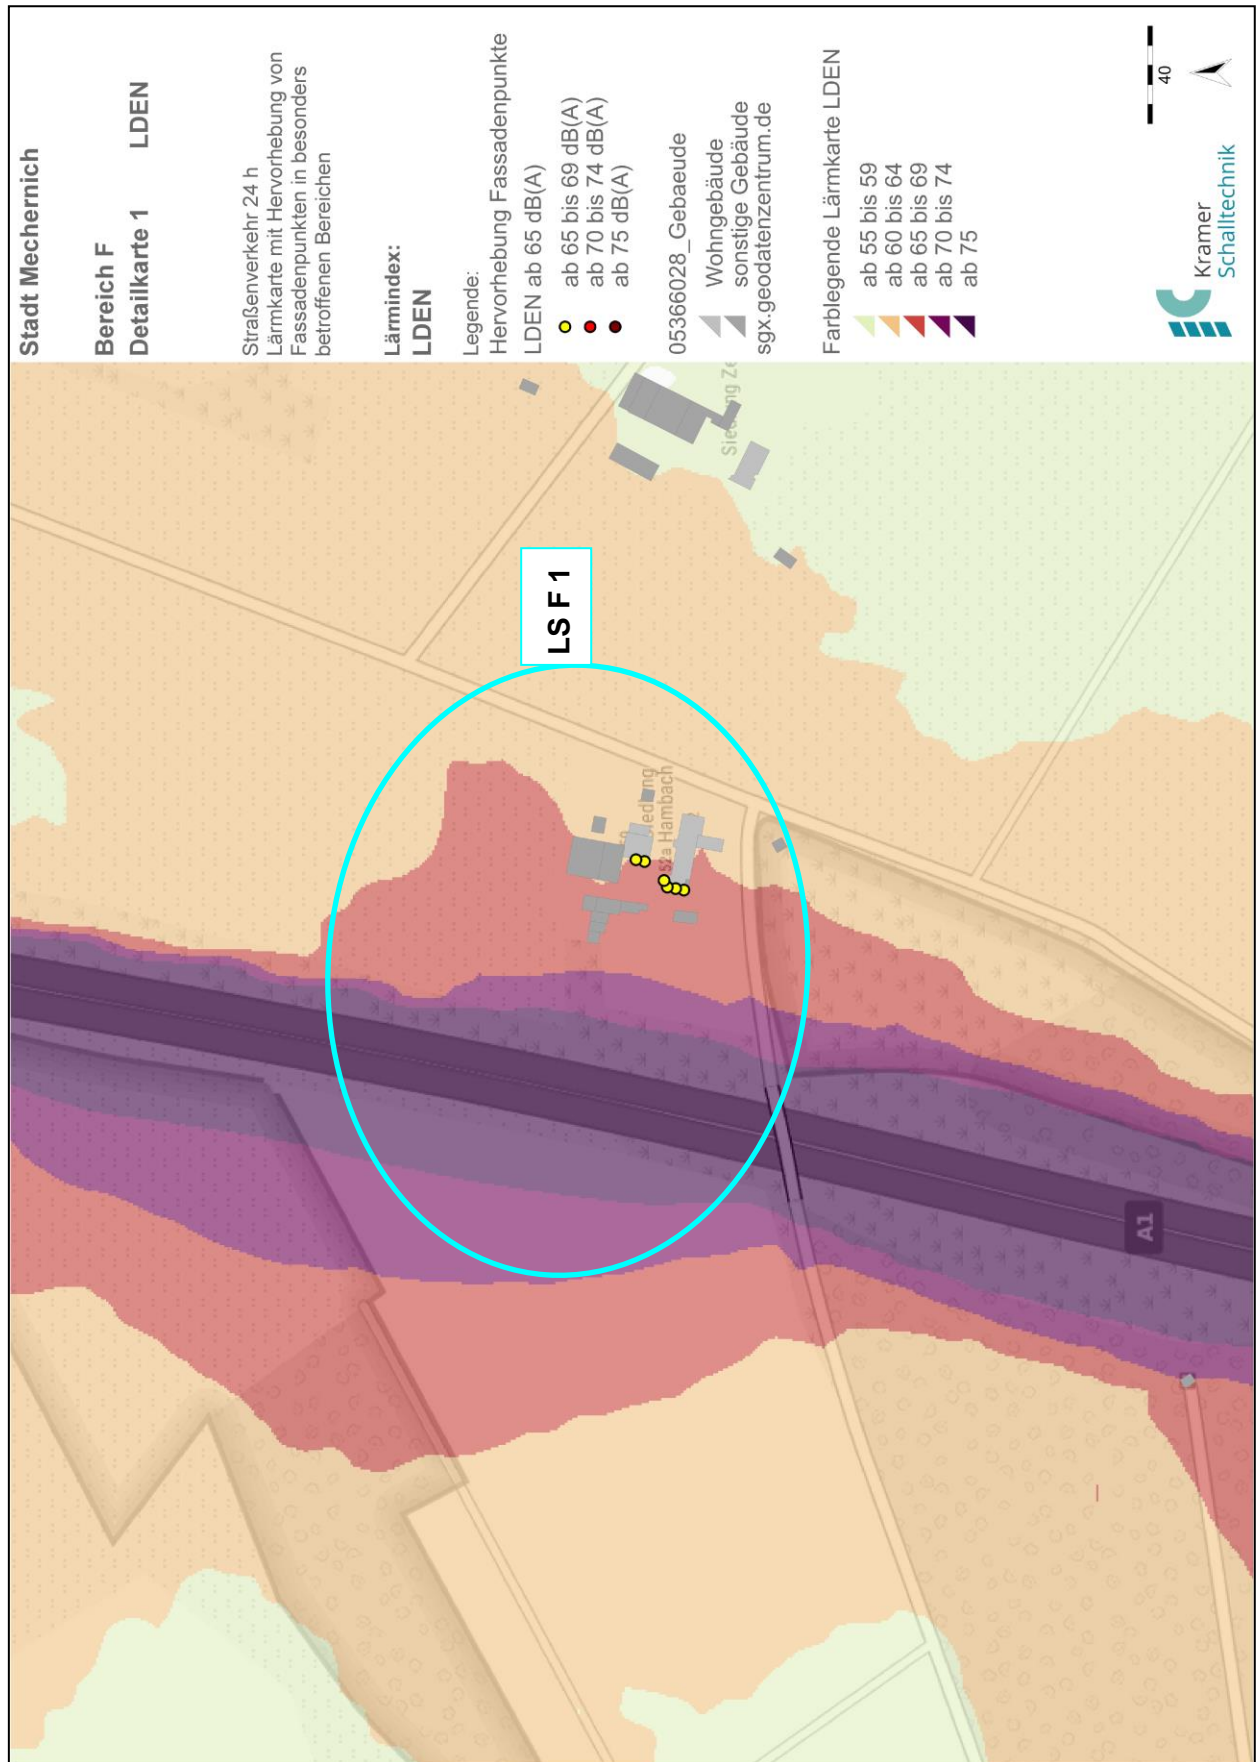 Stadt Mechernich
Bereich F
Detailkarte 1 LDEN
Straßenverkehr 24 h
Lärmkarte mit Hervorhebung von
Fassadenpunkten in besonders
betroffenen Bereichen
Lärmindex:
LDEN
Legende:
Hervorhebung Fassadenpunkte
LDEN ab 65 dB(A)
ab 65 bis 69 dB(A)
ab 70 bis 74 dB(A)
ab 75 dB(A)
05366028_Gebaeude
Wohngebäude
sonstige Gebäude
sgx.geodatenzentrum.de
Farblegende Lärmkarte LDEN
ab 55 bis 59
ab 60 bis 64
ab 65 bis 69
ab 70 bis 74
ab 75
40
Kramer
Schalltechnik
LS F 1
Hambach
A1